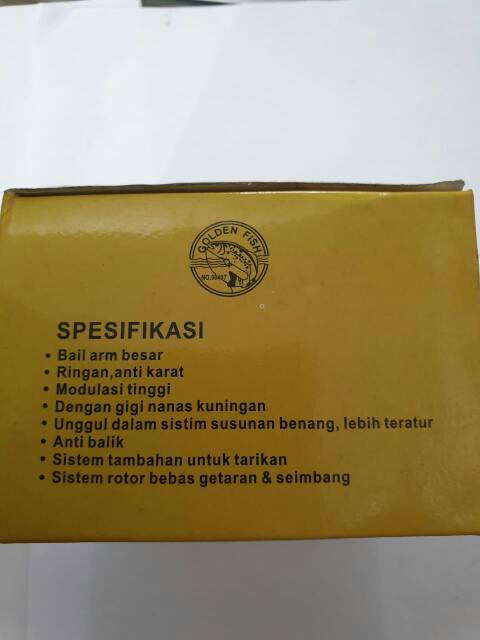 GOLDEN FISH
SPESIFIKASI
• Bail arm besar
• Ringan,anti karat
• Modulasi tinggi
• Dengan gigi nanas kuningan
• Unggul dalam sistim susunan benang, lebih teratur
• Anti balik
• Sistem tambahan untuk tarikan
• Sistem rotor bebas getaran & seimbang